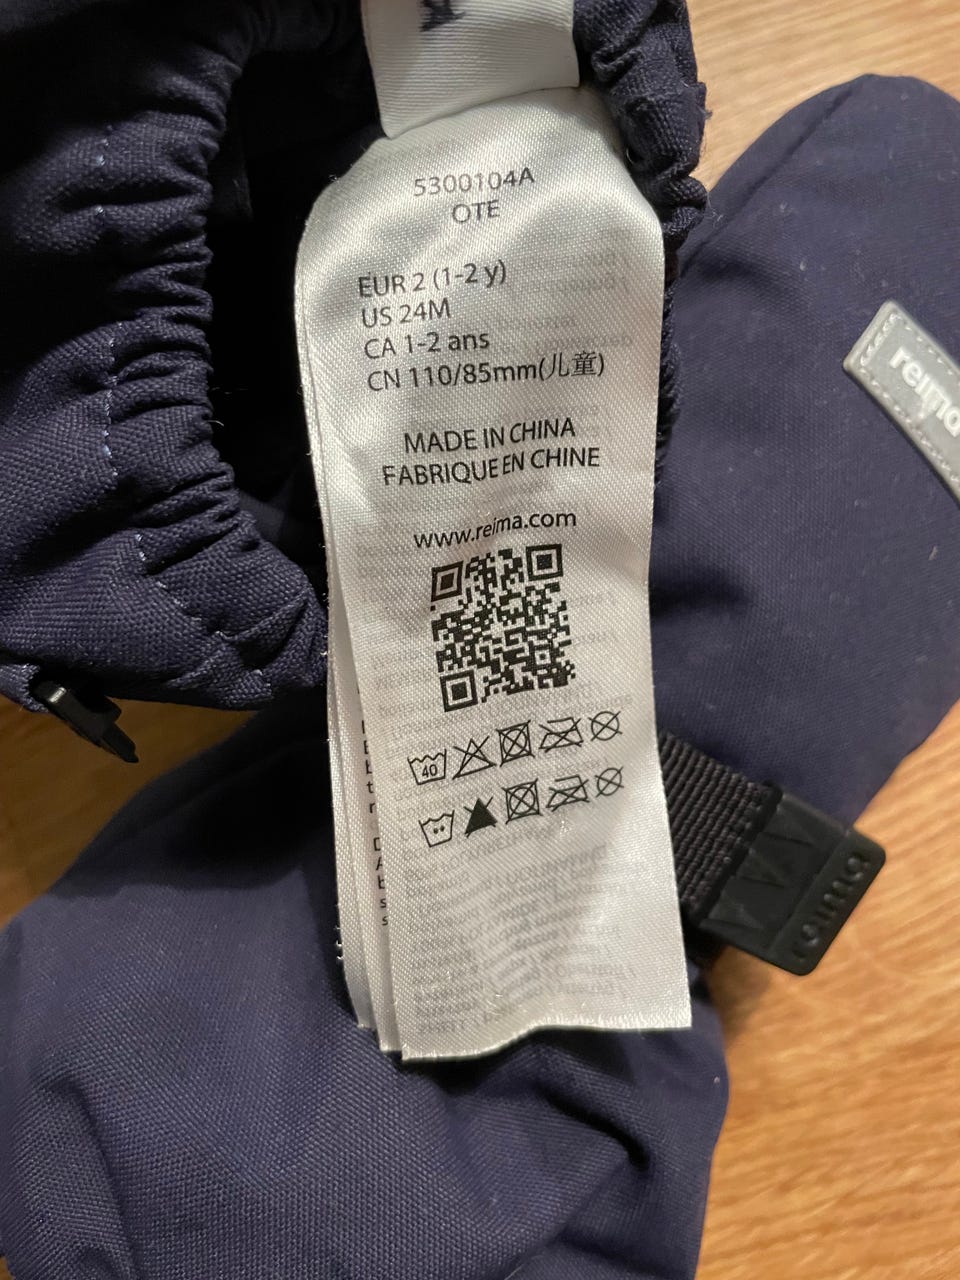 5300104A
OTE
EUR 2 (1-2 y)
US 24M
CA 1-2 ans
CN 110/85mm(儿童)
MADE IN CHINA
FABRIQUE EN CHINE
www.reima.com
40
reima
reima